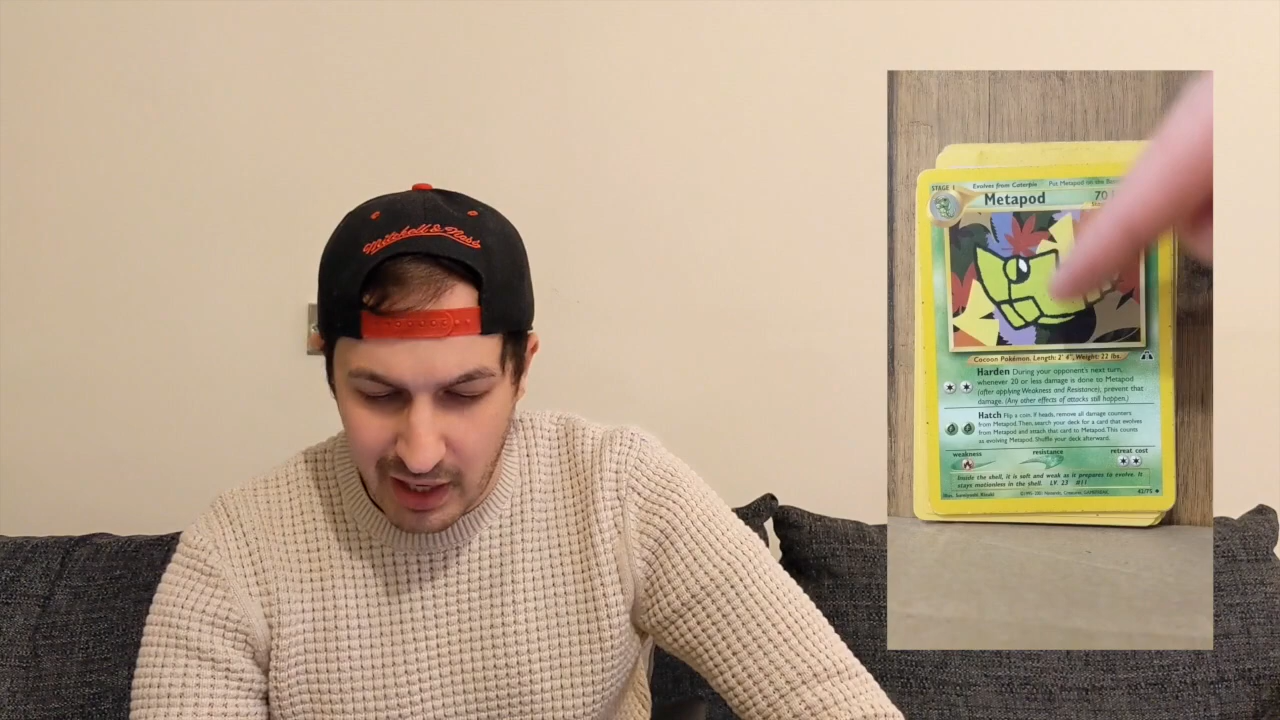 Mitchell & Ness
STAGE 1
Evolves from Caterpie
Put Metapod on the
Metapod
70
Cocoon Pokémon. Length: 2' 4", Weight: 22 lbs.
Harden During your opponent's next turn,
whenever 20 or less damage is done to Metapod
(after applying Weakness and Resistance), prevent that
damage. (Any other effects of attacks still happen.)
Hatch Flip a coin. If heads, remove all damage counters
from Metapod. Then, search your deck for a card that evolves
from Metapod and attach that card to Metapod. This counts
as evolving Metapod. Shuffle your deck afterward.
weakness
resistance
retreat cost
Inside the shell, it is soft and weak as it prepares to evolve. It
stays motionless in the shell. LV. 23 #11